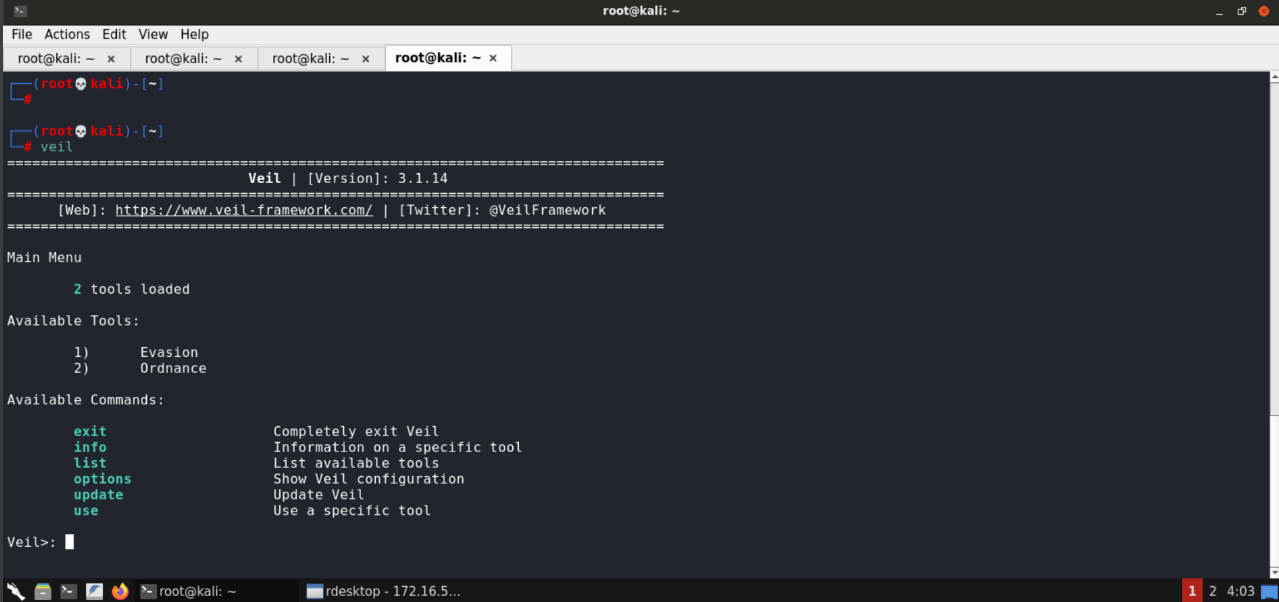 root@kali: ~
File Actions Edit View Help
root@kali: ~ × root@kali: ~ × root@kali: ~ × root@kali: ~ ×
┌──(root💀kali)-[~]
└─#
┌──(root💀kali)-[~]
└─# veil
===============================================================================
Veil | [Version]: 3.1.14
===============================================================================
[Web]: https://www.veil-framework.com/ | [Twitter]: @VeilFramework
===============================================================================
Main Menu
2 tools loaded
Available Tools:
1) Evasion
2) Ordnance
Available Commands:
exit Completely exit Veil
info Information on a specific tool
list List available tools
options Show Veil configuration
update Update Veil
use Use a specific tool
Veil>:
root@kali: ~ rdesktop - 172.16.5... 1 2 4:03